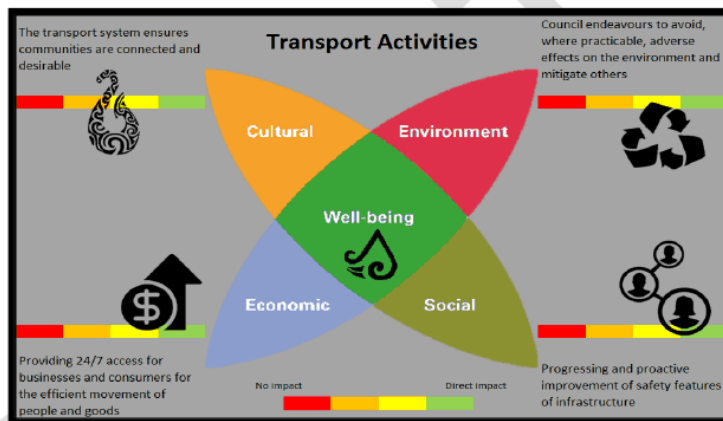 Transport Activities
The transport system ensures
communities are connected and
desirable
Council endeavours to avoid,
where practicable, adverse
effects on the environment and
mitigate others
Cultural
Environment
Well-being
Economic
Social
Providing 24/7 access for
businesses and consumers for
the efficient movement of
people and goods
No impact
Direct impact
Progressing and proactive
improvement of safety features
of infrastructure
$